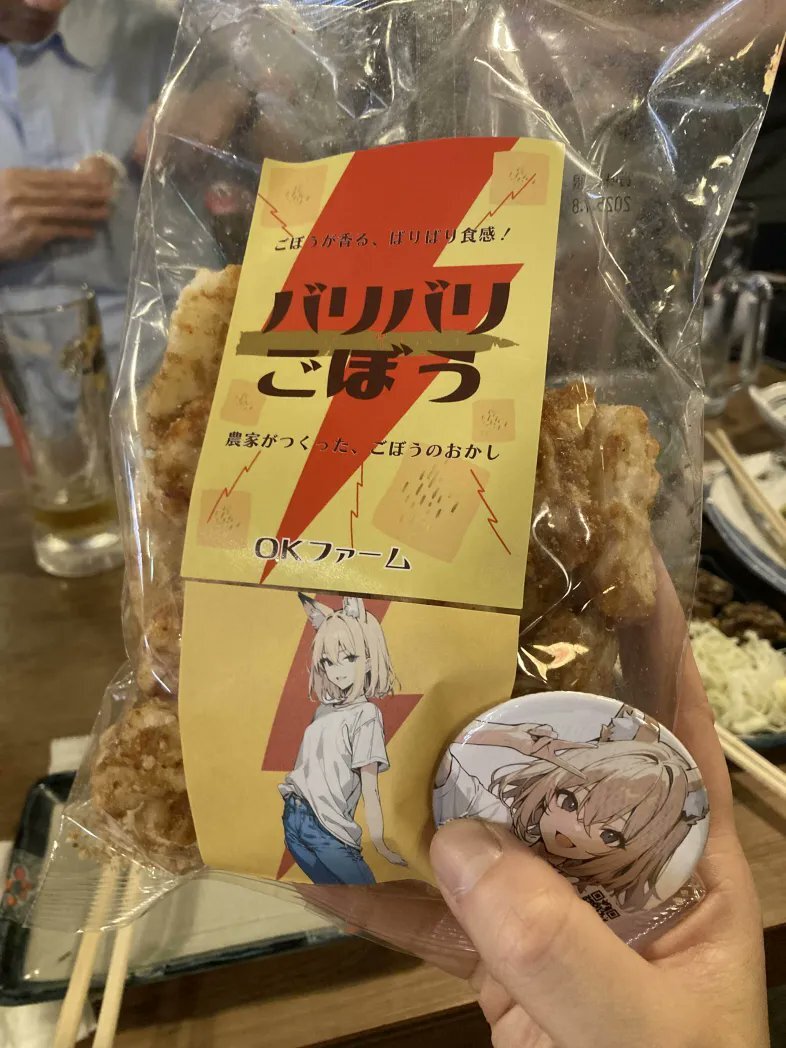 ごぼうが香る、ばりばり食感！
バリバリ
ごぼう
農家がつくった、ごぼうのおかし
OKファーム